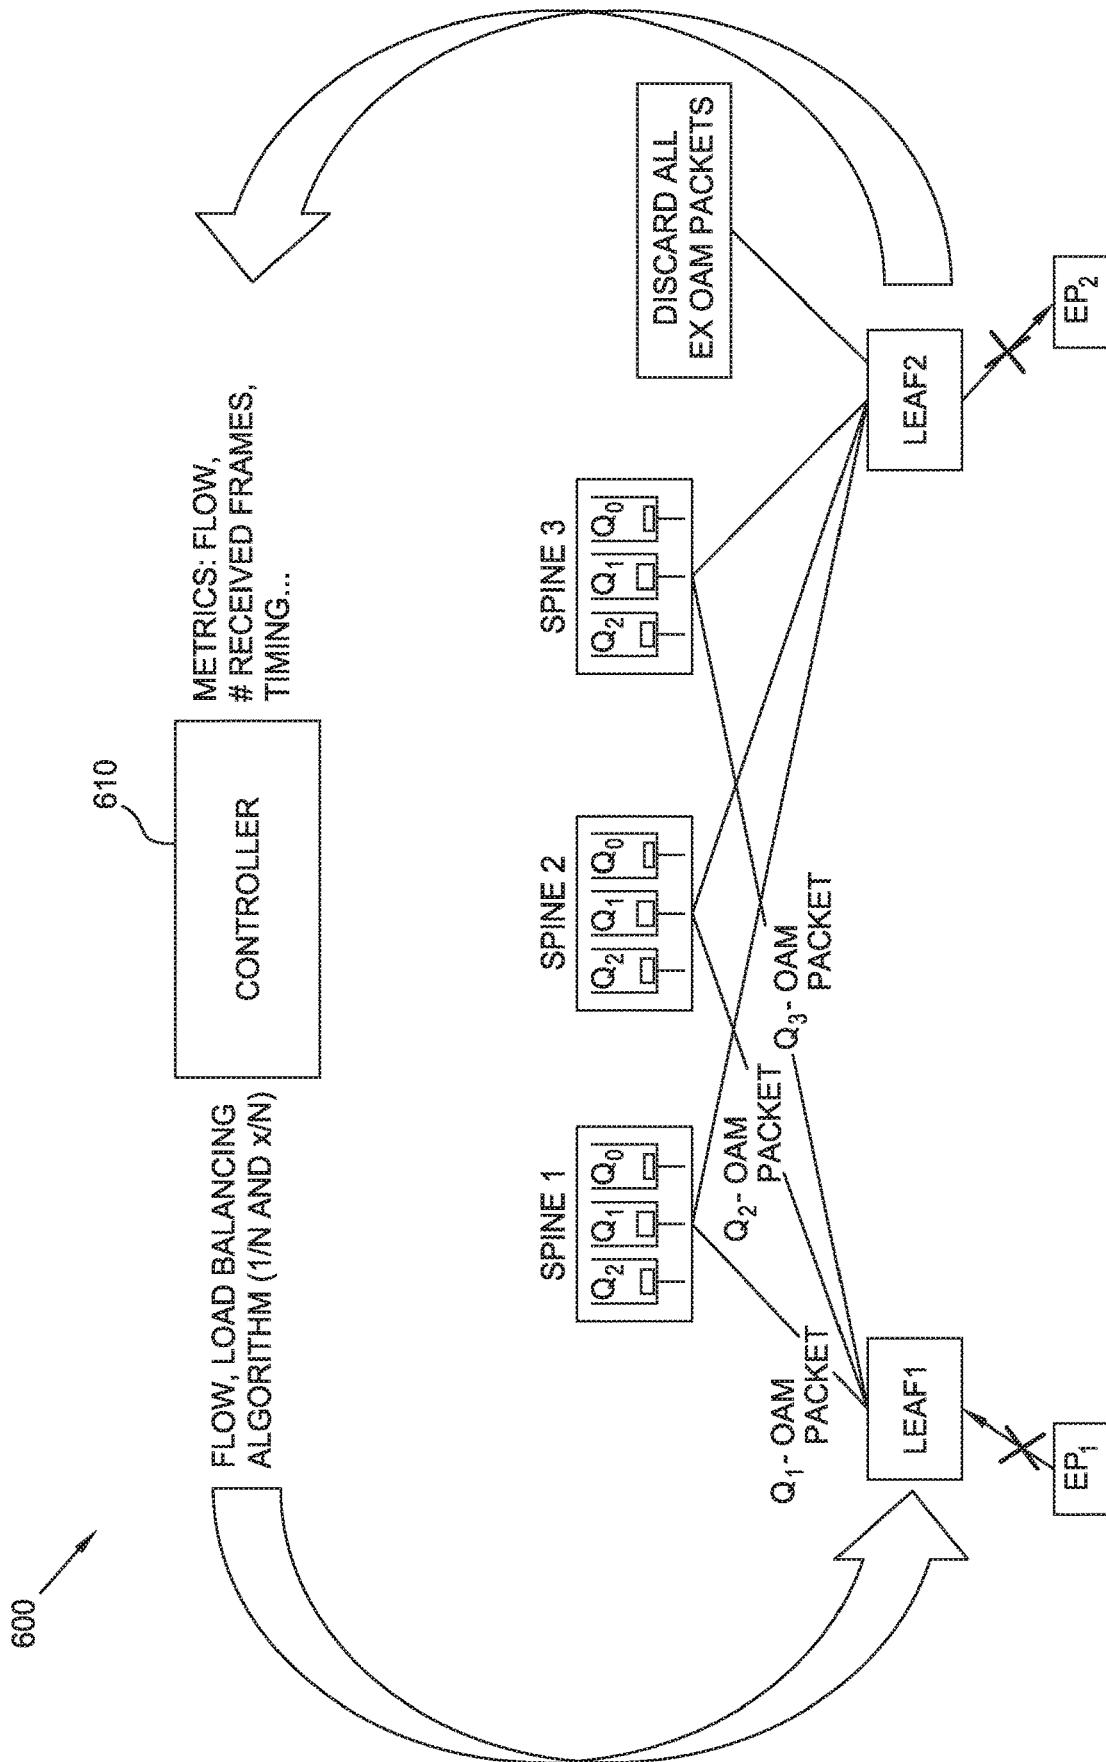 600
610
FLOW, LOAD BALANCING
ALGORITHM (1/N AND x/N)
CONTROLLER
METRICS: FLOW,
# RECEIVED FRAMES,
TIMING...
SPINE 1
Q2 Q1 Q0
SPINE 2
Q2 Q1 Q0
SPINE 3
Q2 Q1 Q0
DISCARD ALL
EX OAM PACKETS
Q1- OAM
PACKET
Q2- OAM
PACKET
Q3- OAM
PACKET
LEAF1
LEAF2
EP1
EP2